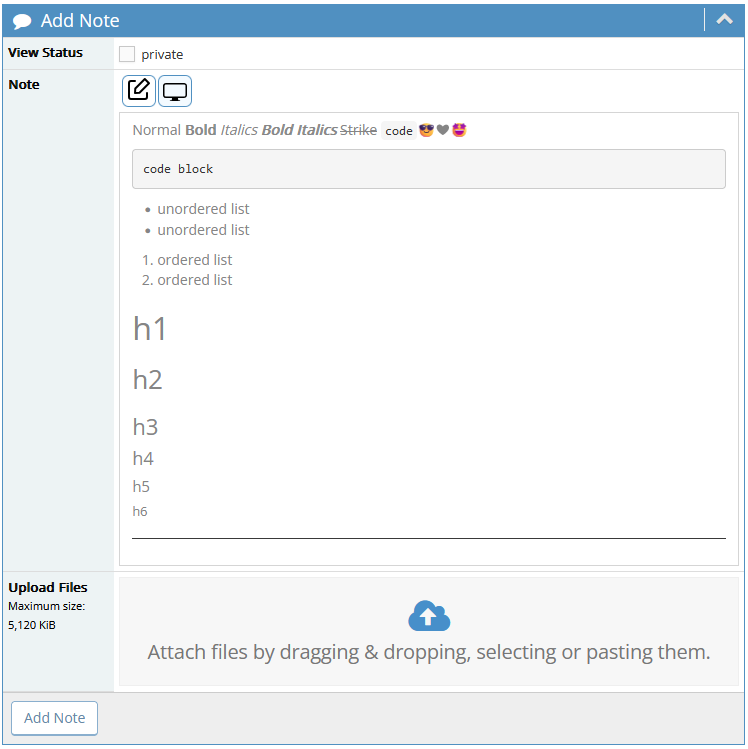 Add Note
View Status
private
Note
Normal Bold Italics Bold Italics Strike code 😎🖤🤩
code block
• unordered list
• unordered list
1. ordered list
2. ordered list
h1
h2
h3
h4
h5
h6
Upload Files
Maximum size:
5,120 KiB
Attach files by dragging & dropping, selecting or pasting them.
Add Note